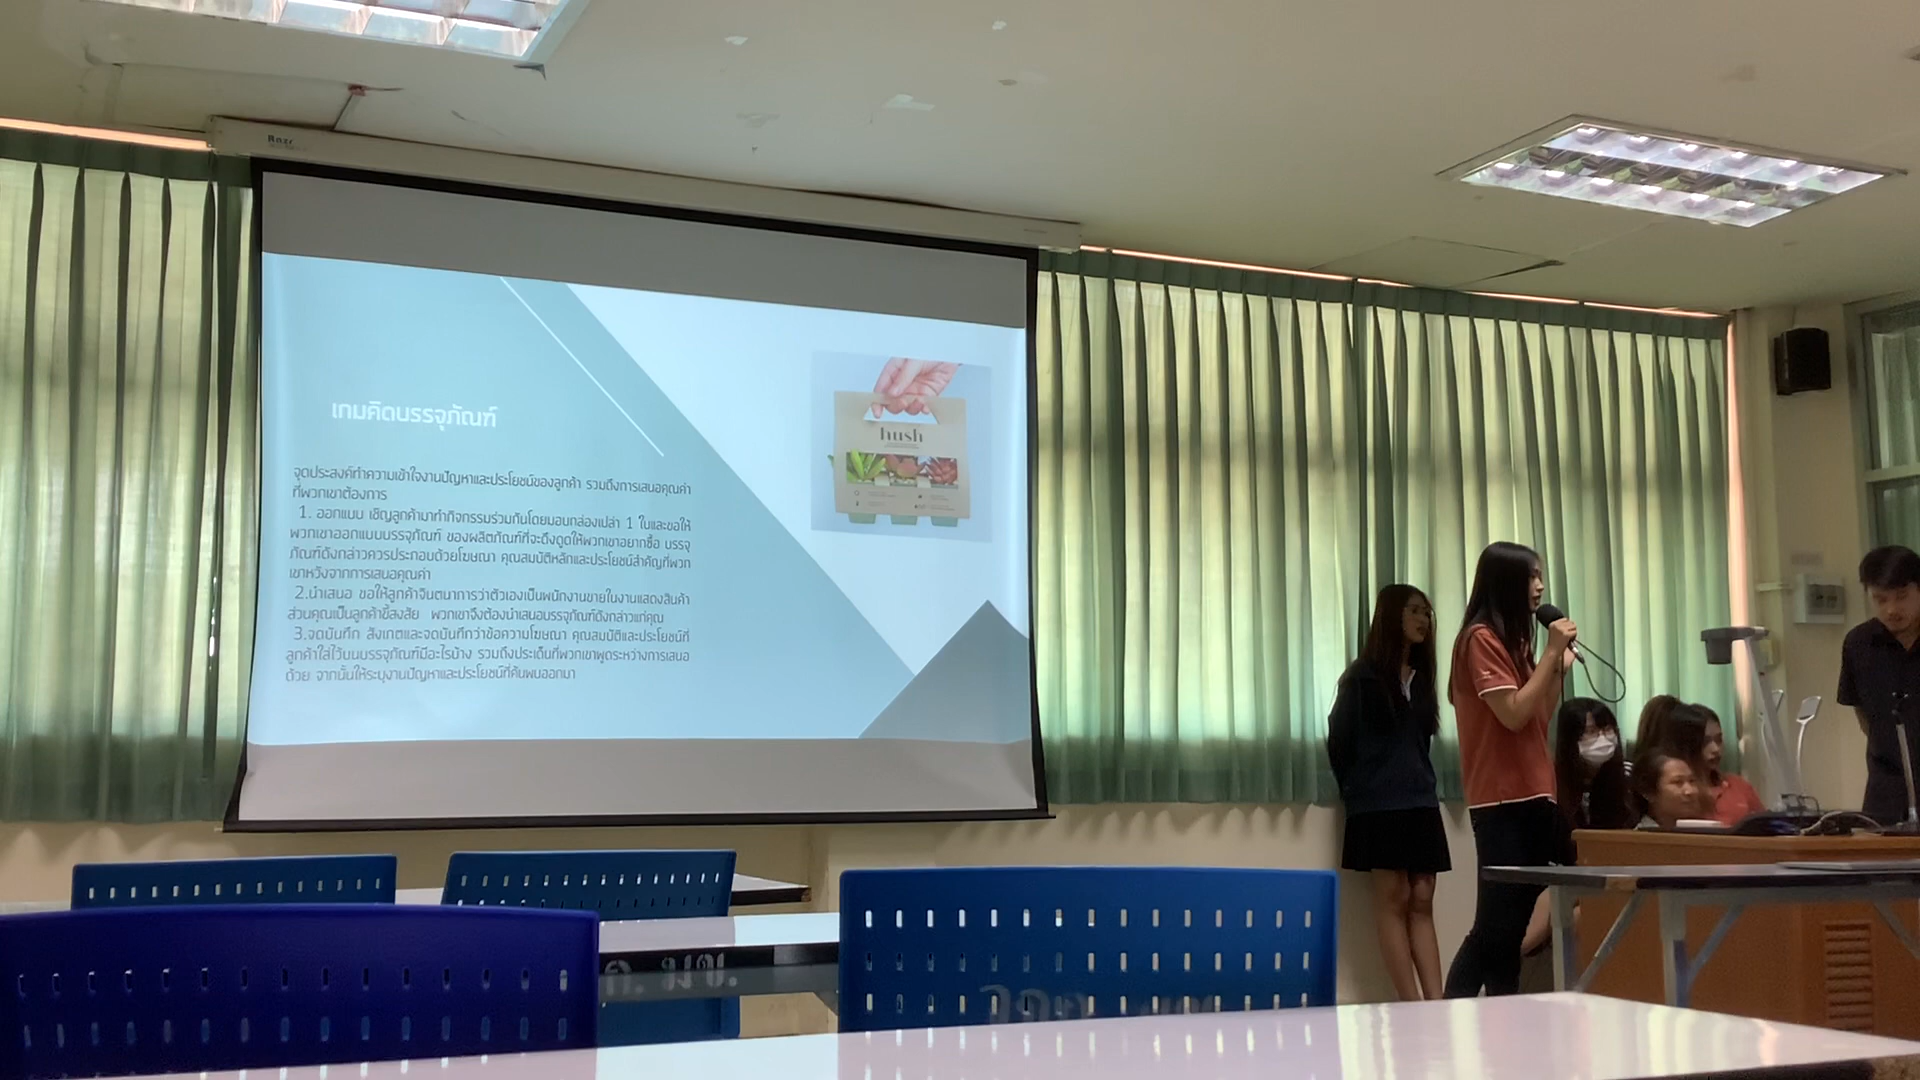 เกมคิดบรรจุภัณฑ์
จุดประสงค์ทำความเข้าใจงานปัญหาและประโยชน์ของลูกค้า รวมถึงการเสนอคุณค่า
ที่พวกเขาต้องการ
1. ออกแบบ เชิญลูกค้ามาทำกิจกรรมร่วมกันโดยมอบกล่องเปล่า 1 ใบและขอให้
พวกเขาออกแบบบรรจุภัณฑ์ ของผลิตภัณฑ์ที่จะดึงดูดให้พวกเขาอยากซื้อ บรรจุ
ภัณฑ์ดังกล่าวควรประกอบด้วยโฆษณา คุณสมบัติหลักและประโยชน์สำคัญที่พวก
เขาหวังจากการเสนอคุณค่า
2.นำเสนอ ขอให้ลูกค้าจินตนาการว่าตัวเองเป็นพนักงานขายในงานแสดงสินค้า
ส่วนคุณเป็นลูกค้าขี้สงสัย พวกเขาจึงต้องนำเสนอบรรจุภัณฑ์ดังกล่าวแก่คุณ
3.จดบันทึก สังเกตและจดบันทึกว่าข้อความโฆษณา คุณสมบัติและประโยชน์ที่
ลูกค้าใส่ไว้บนบรรจุภัณฑ์มีอะไรบ้าง รวมถึงประเด็นที่พวกเขาพูดระหว่างการเสนอ
ด้วย จากนั้นให้ระบุงานปัญหาและประโยชน์ที่ค้นพบออกมา
hush
Razr